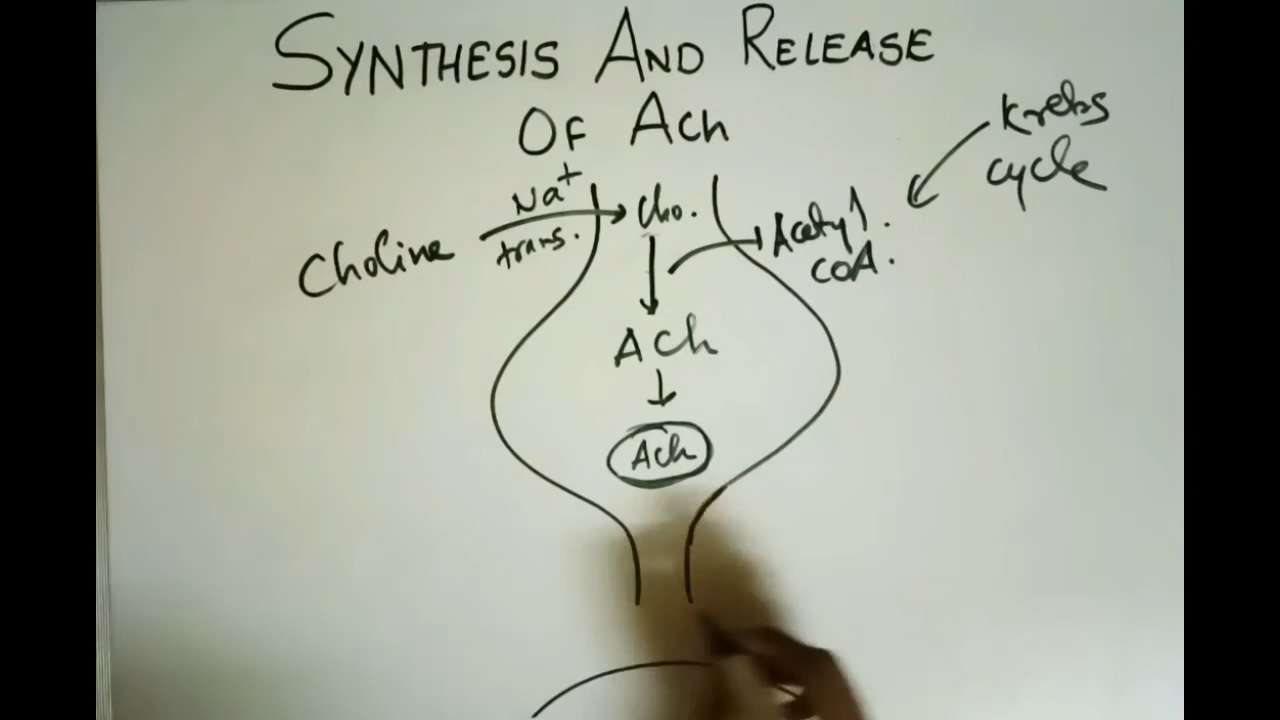 SYNTHESIS AND RELEASE
OF ACh
Krebs
cycle
Na+
Choline
trans.
Cho.
Acetyl.
CoA.
ACh
ACh